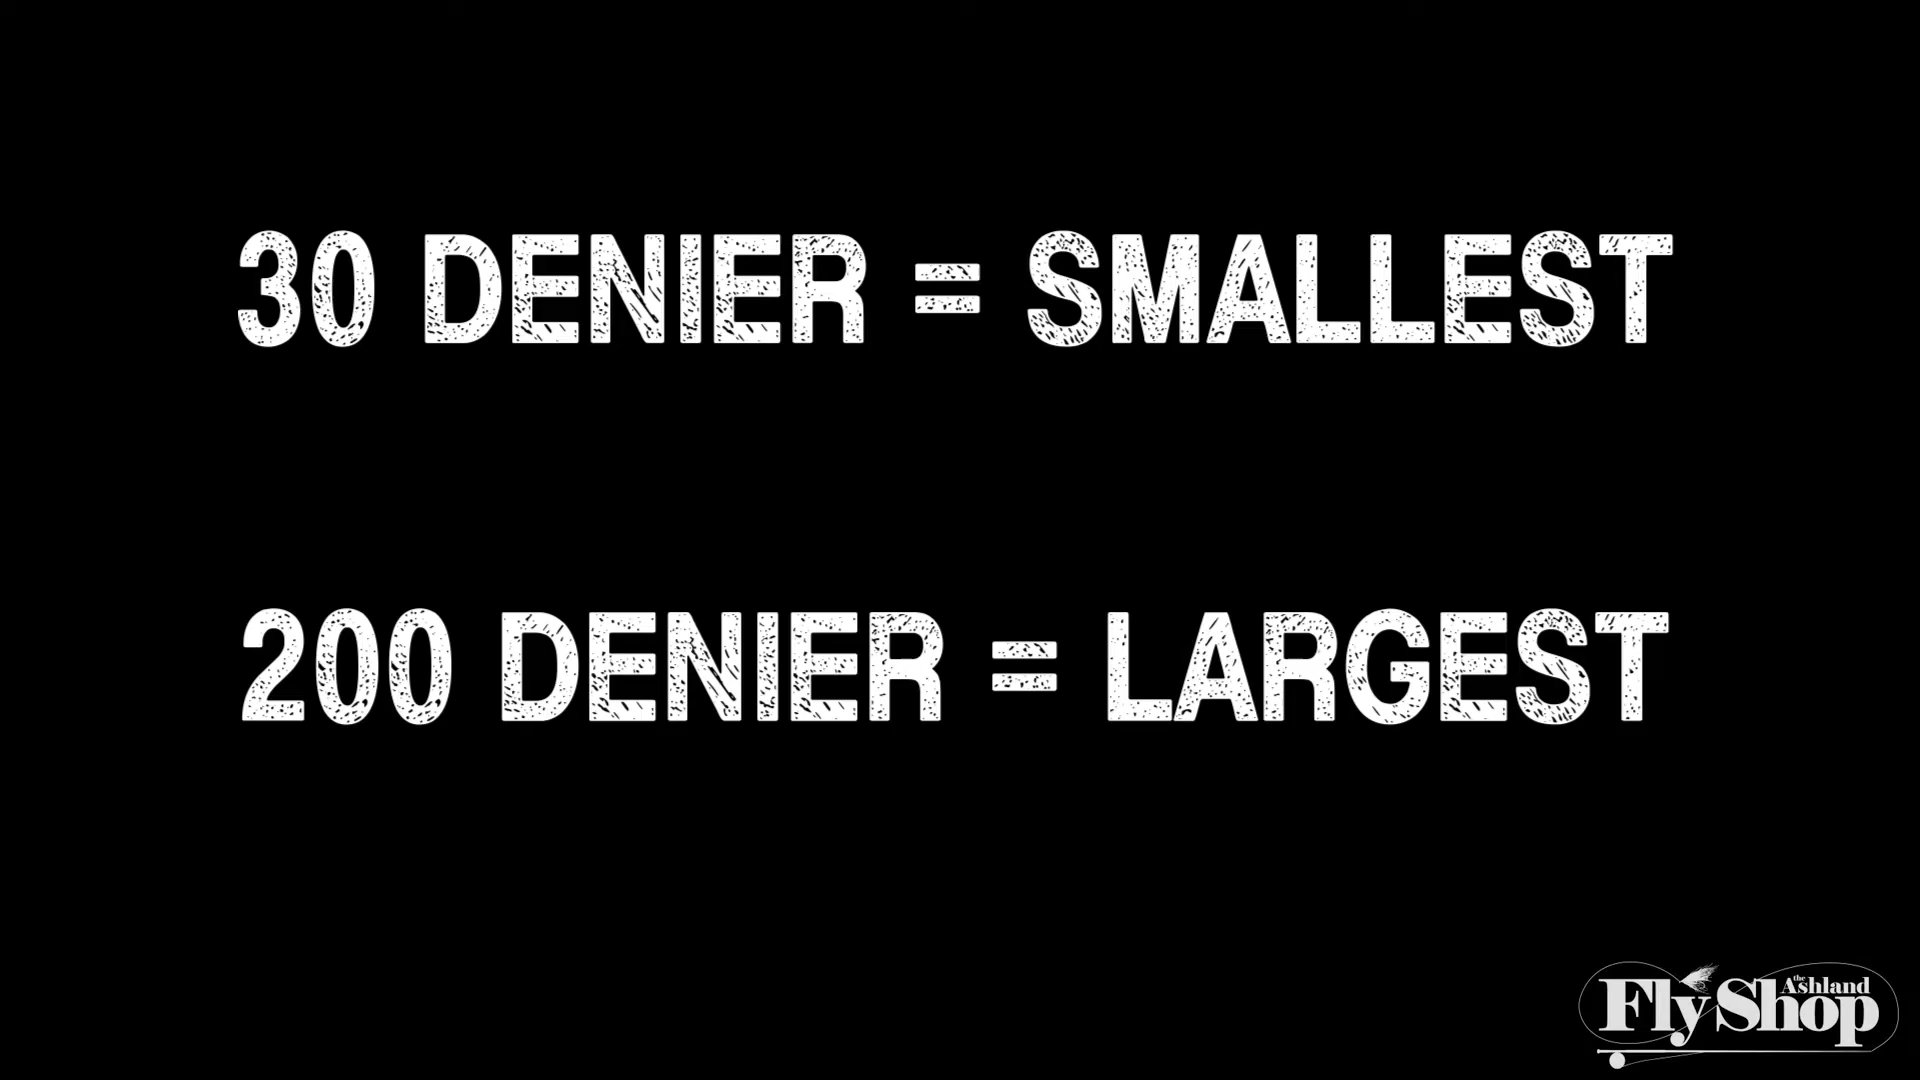 30 DENIER = SMALLEST
200 DENIER = LARGEST
the Ashland
Fly Shop